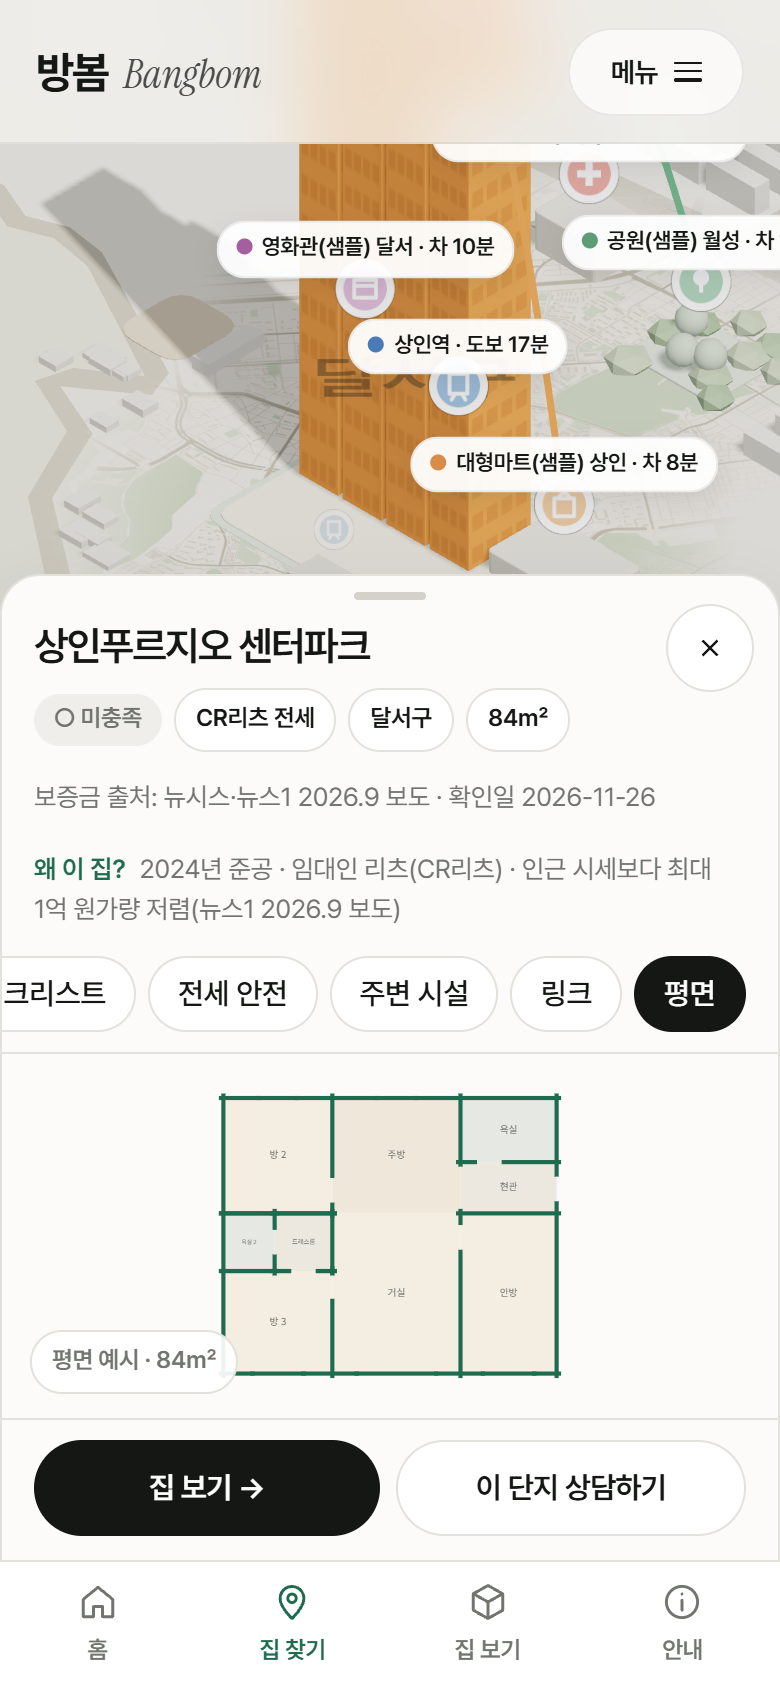 방봄 Bangbom
메뉴
영화관(샘플) 달서 · 차 10분
공원(샘플) 월성 · 차
상인역 · 도보 17분
대형마트(샘플) 상인 · 차 8분
상인푸르지오 센터파크
미충족
CR리츠 전세
달서구
84m²
보증금 출처: 뉴시스·뉴스1 2026.9 보도 · 확인일 2026-11-26
왜 이 집? 2024년 준공 · 임대인 리츠(CR리츠) · 인근 시세보다 최대
1억 원가량 저렴(뉴스1 2026.9 보도)
크리스트
전세 안전
주변 시설
링크
평면
방 2
주방
욕실
현관
욕실 2
드레스룸
거실
안방
방 3
평면 예시 · 84m²
집 보기 →
이 단지 상담하기
홈
집 찾기
집 보기
안내